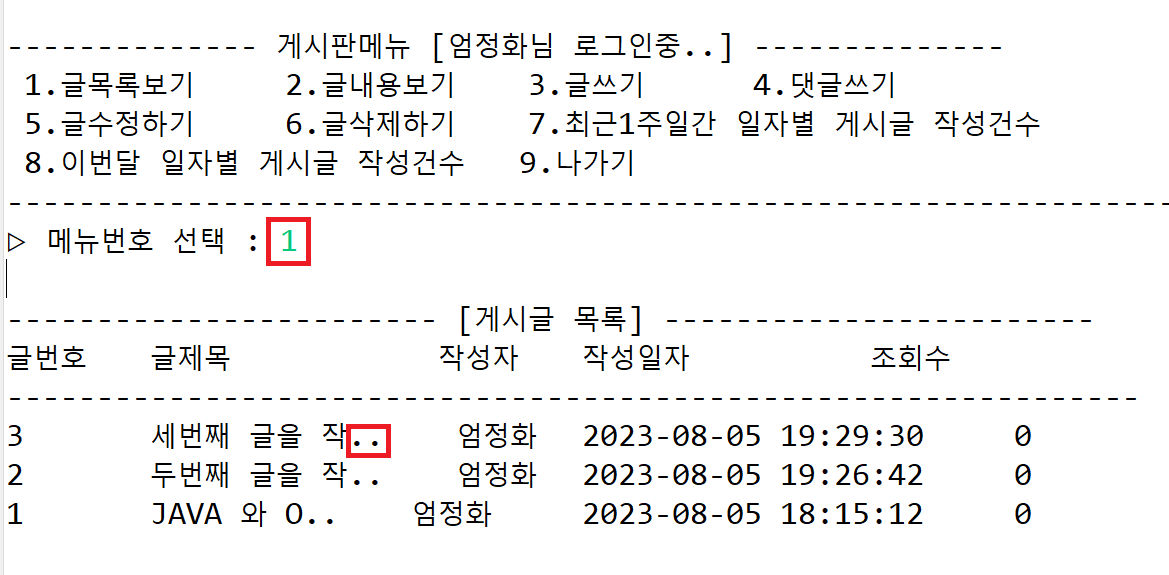 -------------- 게시판메뉴 [엄정화님 로그인중..] --------------
1.글목록보기 2.글내용보기 3.글쓰기 4.댓글쓰기
5.글수정하기 6.글삭제하기 7.최근1주일간 일자별 게시글 작성건수
8.이번달 일자별 게시글 작성건수 9.나가기
-----------------------------------------------------------------
▷ 메뉴번호 선택 : 1
------------------------ [게시글 목록] ------------------------
글번호 글제목 작성자 작성일자 조회수
---------------------------------------------------------------
3 세번째 글을 작.. 엄정화 2023-08-05 19:29:30 0
2 두번째 글을 작.. 엄정화 2023-08-05 19:26:42 0
1 JAVA 와 O.. 엄정화 2023-08-05 18:15:12 0